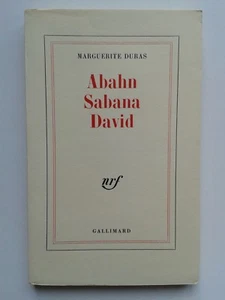 MARGUERITE DURAS
Abahn
Sabana
David
nrf
GALLIMARD